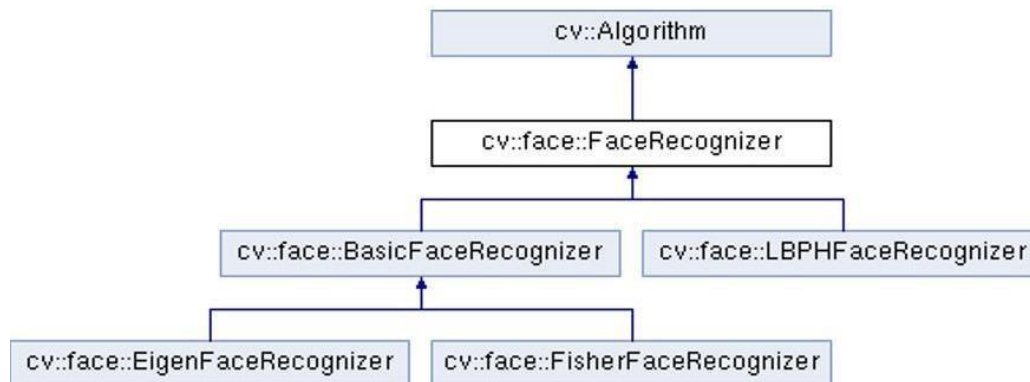 cv::Algorithm
cv::face::FaceRecognizer
cv::face::BasicFaceRecognizer
cv::face::LBPHFaceRecognizer
cv::face::EigenFaceRecognizer
cv::face::FisherFaceRecognizer